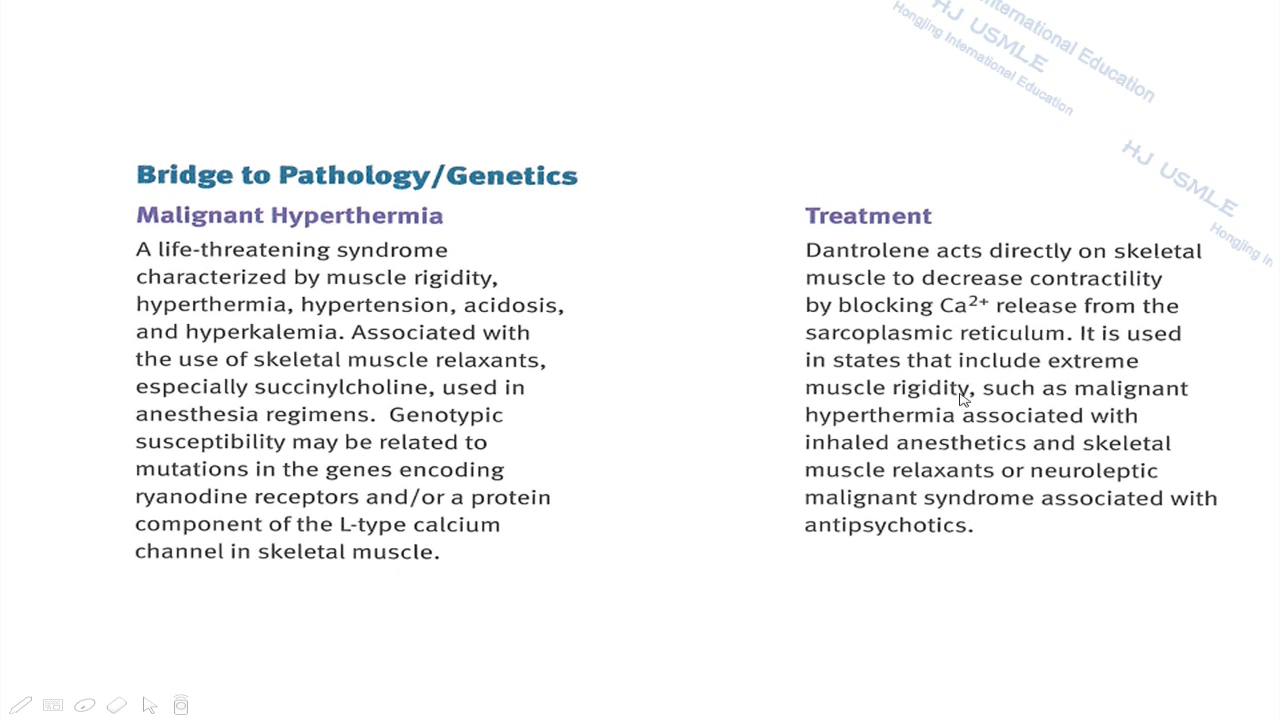 International Education
HJ USMLE
Hongjing International Education
HJ USMLE
Hongjing In
Bridge to Pathology/Genetics
Malignant Hyperthermia
A life-threatening syndrome
characterized by muscle rigidity,
hyperthermia, hypertension, acidosis,
and hyperkalemia. Associated with
the use of skeletal muscle relaxants,
especially succinylcholine, used in
anesthesia regimens. Genotypic
susceptibility may be related to
mutations in the genes encoding
ryanodine receptors and/or a protein
component of the L-type calcium
channel in skeletal muscle.
Treatment
Dantrolene acts directly on skeletal
muscle to decrease contractility
by blocking Ca²⁺ release from the
sarcoplasmic reticulum. It is used
in states that include extreme
muscle rigidity, such as malignant
hyperthermia associated with
inhaled anesthetics and skeletal
muscle relaxants or neuroleptic
malignant syndrome associated with
antipsychotics.